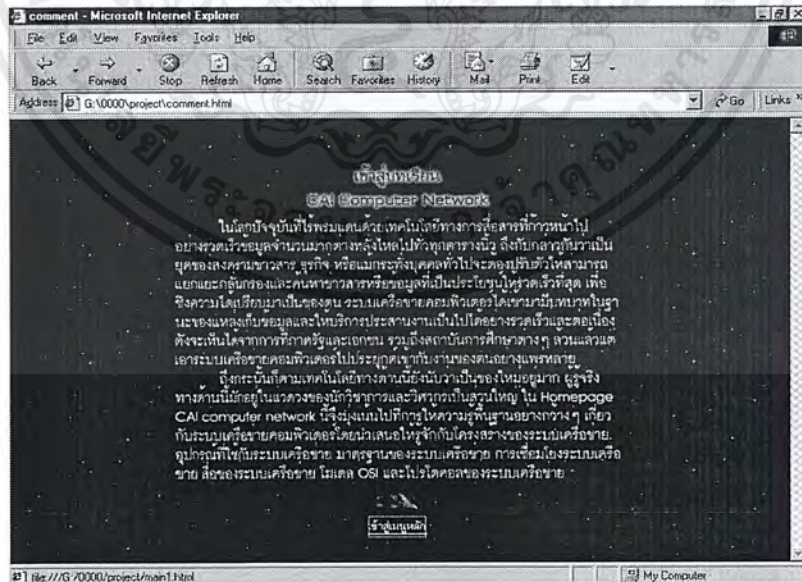 comment - Microsoft Internet Explorer
File Edit View Favorites Tools Help
Back Forward Stop Refresh Home Search Favorites History Mail Print Edit
Address G:\0000\project\comment.html Go Links »
เข้าสู่บทเรียน
CAI Computer Network
ในโลกปัจจุบันที่ไร้พรมแดนด้วยเทคโนโลยีทางการสื่อสารที่ก้าวหน้าไป
อย่างรวดเร็วข้อมูลจำนวนมากต่างหลั่งไหลไปทั่วทุกตารางนิ้ว ถึงกับกล่าวกันว่าเป็น
ยุคของสงครามข่าวสาร ธุรกิจ หรือแม้กระทั่งบุคคลทั่วไปจะต้องปรับตัวให้สามารถ
แยกแยะกลั่นกรองและค้นหาข่าวสารหรือข้อมูลที่เป็นประโยชน์ให้รวดเร็วที่สุด เพื่อ
ชิงความได้เปรียบมาเป็นของตน ระบบเครือข่ายคอมพิวเตอร์ได้เข้ามามีบทบาทในฐา
นะของแหล่งเก็บข้อมูลและให้บริการประสานงานเป็นไปได้อย่างรวดเร็วและต่อเนื่อง
ดังจะเห็นได้จากการที่ภาครัฐและเอกชน รวมถึงสถาบันการศึกษาต่างๆ ล้วนแล้วแต่
เอาระบบเครือข่ายคอมพิวเตอร์ไปประยุกต์เข้ากับงานของตนอย่างแพร่หลาย
ถึงกระนั้นก็ตามเทคโนโลยีทางด้านนี้ยังนับว่าเป็นของใหม่อยู่มาก ผู้รู้จริง
ทางด้านนี้มักอยู่ในแวดวงของนักวิชาการและวิศวกรเป็นส่วนใหญ่ ใน Homepage
CAI computer network นี้จึงมุ่งเน้นไปที่การให้ความรู้พื้นฐานอย่างกว้างๆ เกี่ยว
กับระบบเครือข่ายคอมพิวเตอร์โดยนำเสนอให้รู้จักกับโครงสร้างของระบบเครือข่าย.
อุปกรณ์ที่ใช้กับระบบเครือข่าย มาตรฐานของระบบเครือข่าย การเชื่อมโยงระบบเครือ
ข่าย สื่อของระบบเครือข่าย โมเดล OSI และโปรโตคอลของระบบเครือข่าย
เข้าสู่เมนูหลัก
file:///G:/0000/project/main1.html My Computer